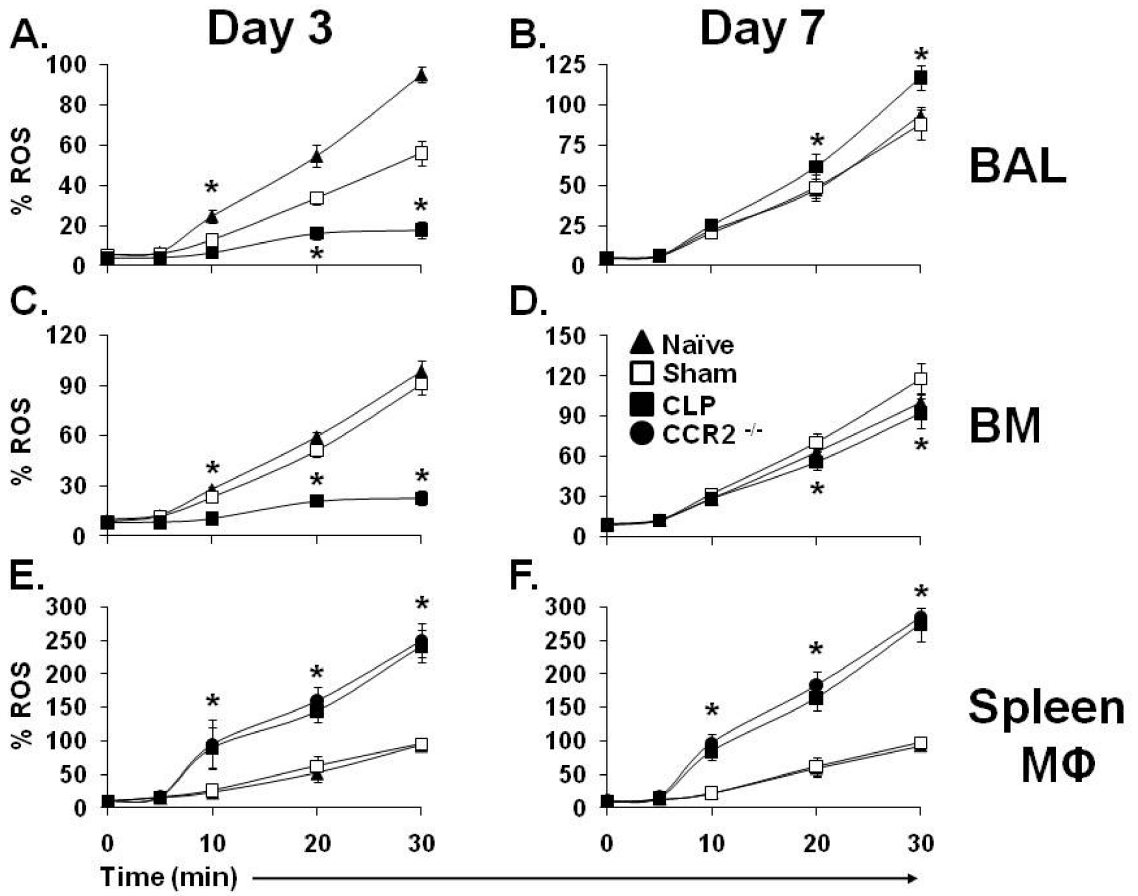 Day 3 Day 7
A. B.
100
80
60
40
20
0
% ROS
*
*
*
125
100
75
50
25
0
*
*
BAL
C. D.
120
90
60
30
0
% ROS
*
*
*
150
120
90
60
30
0
Naïve
Sham
CLP
CCR2 -/-
*
*
BM
E. F.
300
250
200
150
100
50
0
% ROS
*
*
*
0 10 20 30
300
250
200
150
100
50
0
*
*
*
0 10 20 30
Spleen
MΦ
Time (min)